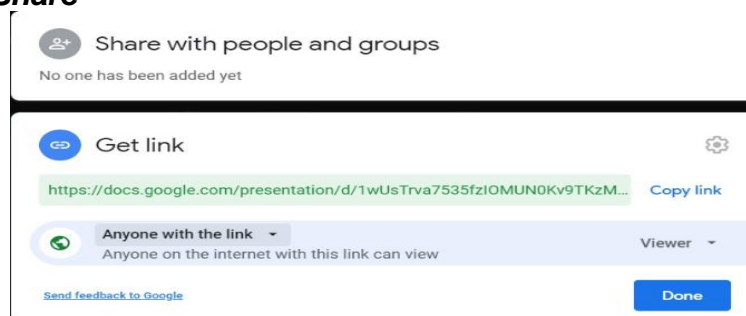 Share
Share with people and groups
No one has been added yet
Get link
https://docs.google.com/presentation/d/1wUsTrva7535fzIOMUN0Kv9TKzM... Copy link
Anyone with the link
Anyone on the internet with this link can view
Viewer
Send feedback to Google
Done